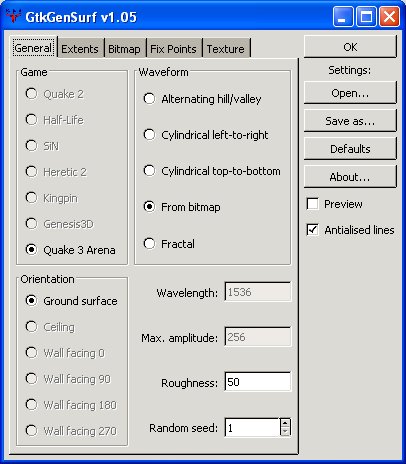 GtkGenSurf v1.05
General
Extents
Bitmap
Fix Points
Texture
Game
Quake 2
Half-Life
SiN
Heretic 2
Kingpin
Genesis3D
Quake 3 Arena
Waveform
Alternating hill/valley
Cylindrical left-to-right
Cylindrical top-to-bottom
From bitmap
Fractal
Orientation
Ground surface
Ceiling
Wall facing 0
Wall facing 90
Wall facing 180
Wall facing 270
Wavelength: 1536
Max. amplitude: 256
Roughness: 50
Random seed: 1
OK
Settings:
Open...
Save as...
Defaults
About...
Preview
Antialised lines